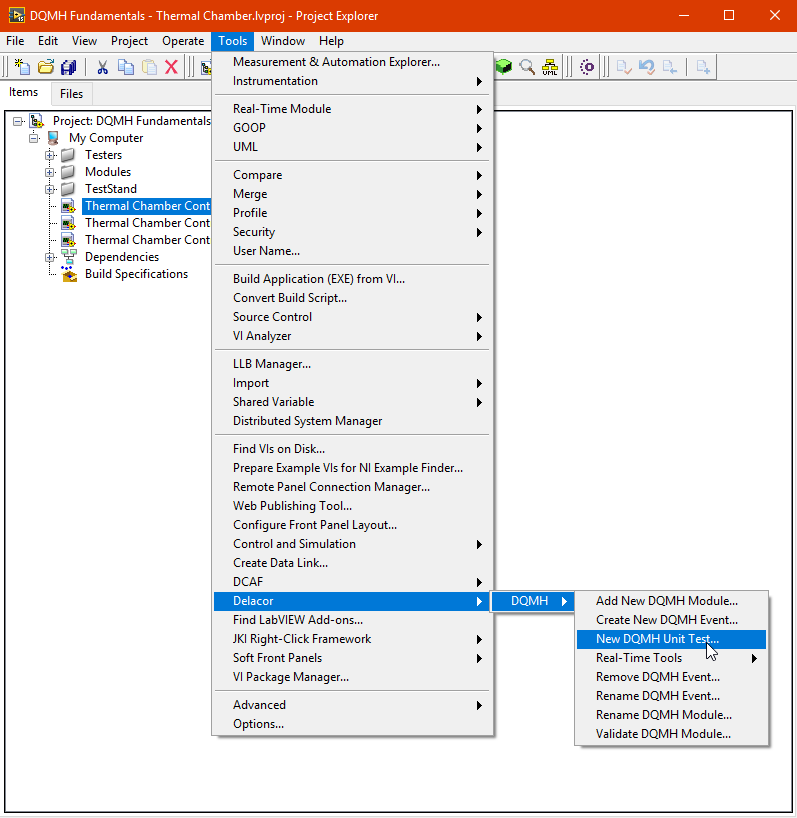 DQMH Fundamentals - Thermal Chamber.lvproj - Project Explorer
File Edit View Project Operate Tools Window Help
Items Files
Project: DQMH Fundamentals
My Computer
Testers
Modules
TestStand
Thermal Chamber Cont
Thermal Chamber Cont
Thermal Chamber Cont
Dependencies
Build Specifications
Measurement & Automation Explorer...
Instrumentation
Real-Time Module
GOOP
UML
Compare
Merge
Profile
Security
User Name...
Build Application (EXE) from VI...
Convert Build Script...
Source Control
VI Analyzer
LLB Manager...
Import
Shared Variable
Distributed System Manager
Find VIs on Disk...
Prepare Example VIs for NI Example Finder...
Remote Panel Connection Manager...
Web Publishing Tool...
Configure Front Panel Layout...
Control and Simulation
Create Data Link...
DCAF
Delacor
Find LabVIEW Add-ons...
JKI Right-Click Framework
Soft Front Panels
VI Package Manager...
Advanced
Options...
DQMH
Add New DQMH Module...
Create New DQMH Event...
New DQMH Unit Test...
Real-Time Tools
Remove DQMH Event...
Rename DQMH Event...
Rename DQMH Module...
Validate DQMH Module...
UML